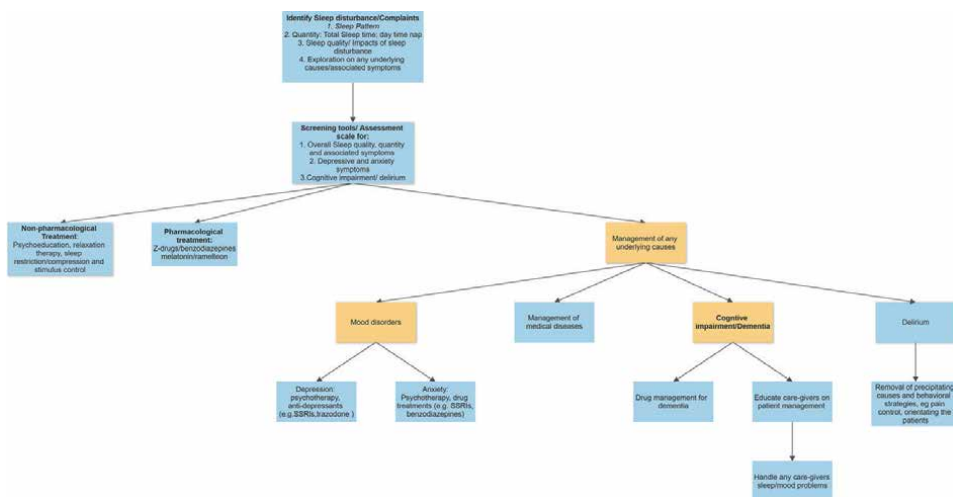 Identify Sleep disturbance/Complaints
1. Sleep Pattern
2. Quantity: Total Sleep time; day time nap
3. Sleep quality/ Impacts of sleep
disturbance
4. Exploration on any underlying
causes/associated symptoms
Screening tools/ Assessment
scale for:
1. Overall Sleep quality, quantity
and associated symptoms
2. Depressive and anxiety
symptoms
3.Cognitive impairment/ delirium
Non-pharmacological
Treatment:
Psychoeducation, relaxation
therapy, sleep
restriction/compression and
stimulus control
Pharmacological
treatment:
Z-drugs/benzodiazepines
melatonin/ramelteon
Management of any
underlying causes
Mood disorders
Management of
medical diseases
Cognitive
impairment/Dementia
Delirium
Depression:
psychotherapy,
anti-depressants
(e.g.SSRIs,trazodone )
Anxiety:
Psychotherapy, drug
treatments (e.g. SSRIs,
benzodiazepines)
Drug management for
dementia
Educate care-givers on
patient management
Removal of precipitating
causes and behavioral
strategies, eg pain
control, orientating the
patients
Handle any care-givers
sleep/mood problems